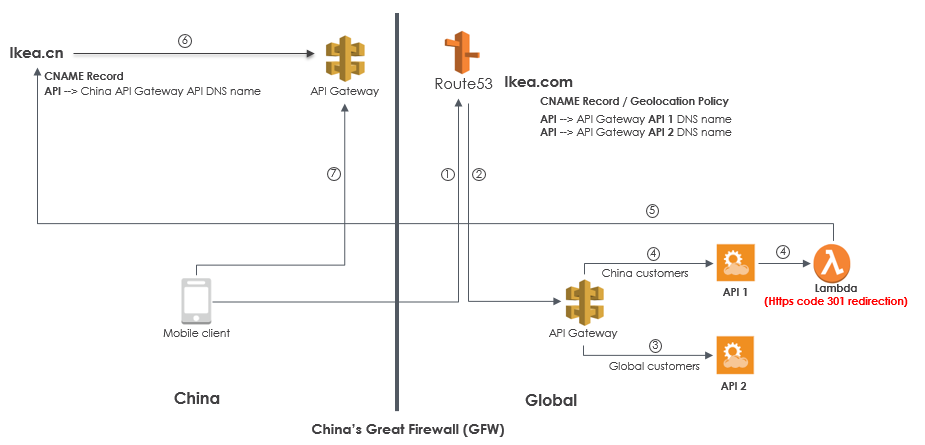 Ikea.cn
⑥
CNAME Record
API --> China API Gateway API DNS name
API Gateway
Route53
Ikea.com
CNAME Record / Geolocation Policy
API --> API Gateway API 1 DNS name
API --> API Gateway API 2 DNS name
⑦
①
②
⑤
④
China customers
④
API 1
Lambda
(Https code 301 redirection)
Mobile client
API Gateway
③
Global customers
API 2
China
Global
China's Great Firewall (GFW)